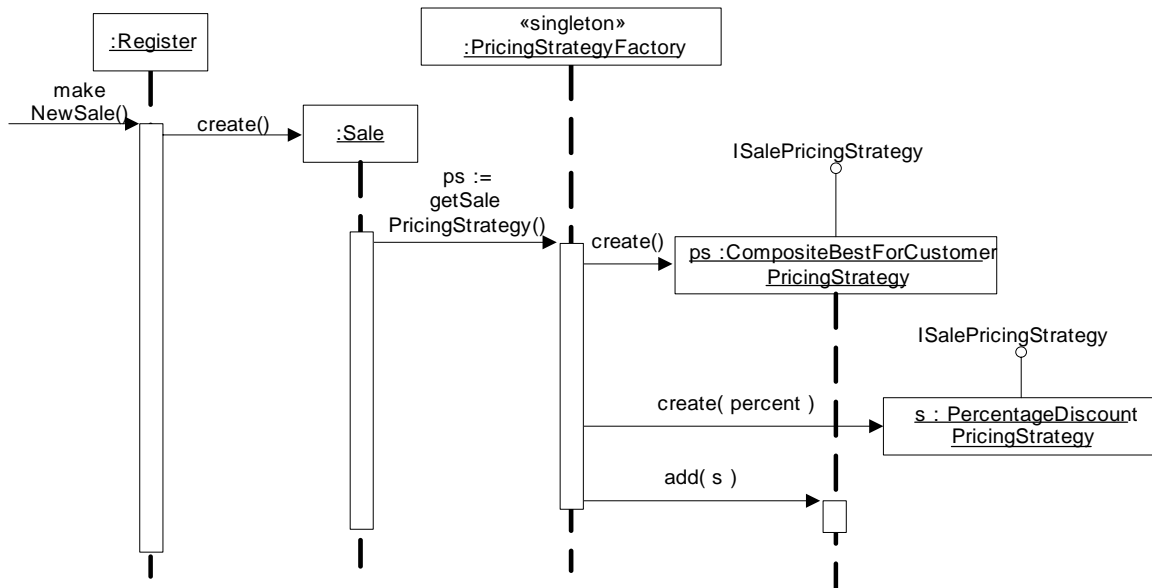 :Register
«singleton»
:PricingStrategyFactory
make
NewSale()
create()
:Sale
ISalePricingStrategy
ps :=
getSale
PricingStrategy()
create()
ps :CompositeBestForCustomer
PricingStrategy
ISalePricingStrategy
create( percent )
s : PercentageDiscount
PricingStrategy
add( s )